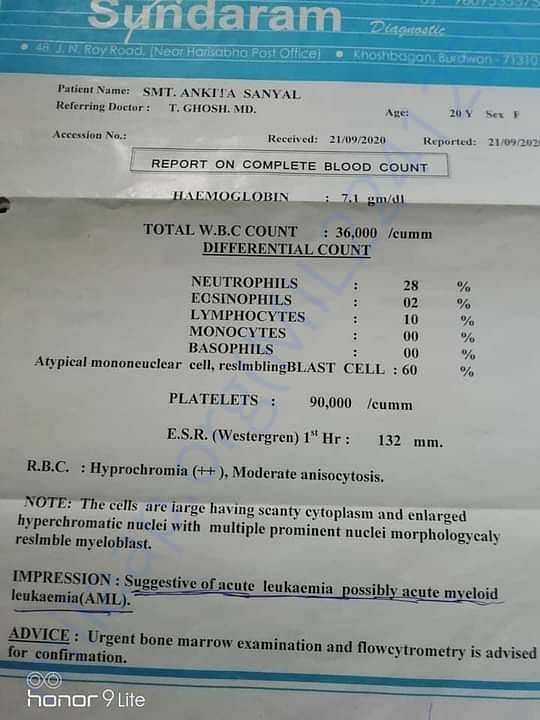 Sundaram
Diagnostic
• 48, J. N. Roy Road, (Near Harisabha Post Office) • Khoshbagan, Burdwan - 71310
Patient Name: SMT. ANKITA SANYAL
Referring Doctor : T. GHOSH. MD.
Age: 20 Y Sex F
Accession No.: Received: 21/09/2020 Reported: 21/09/2020
REPORT ON COMPLETE BLOOD COUNT
HAEMOGLOBIN : 7.1 gm/dl
TOTAL W.B.C COUNT : 36,000 /cumm
DIFFERENTIAL COUNT
NEUTROPHILS : 28 %
EOSINOPHILS : 02 %
LYMPHOCYTES : 10 %
MONOCYTES : 00 %
BASOPHILS : 00 %
Atypical mononuclear cell, reslmblingBLAST CELL : 60 %
PLATELETS : 90,000 /cumm
E.S.R. (Westergren) 1st Hr : 132 mm.
R.B.C. : Hyprochromia (++), Moderate anisocytosis.
NOTE: The cells are large having scanty cytoplasm and enlarged
hyperchromatic nuclei with multiple prominent nuclei morphologycaly
reslmble myeloblast.
IMPRESSION : Suggestive of acute leukaemia possibly acute myeloid
leukaemia(AML).
ADVICE : Urgent bone marrow examination and flowcytrometry is advised
for confirmation.
honor 9 Lite